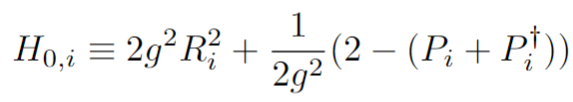 H_{0,i} ≡ 2g^2 R_i^2 + \frac{1}{2g^2}(2 − (P_i + P_i^†))